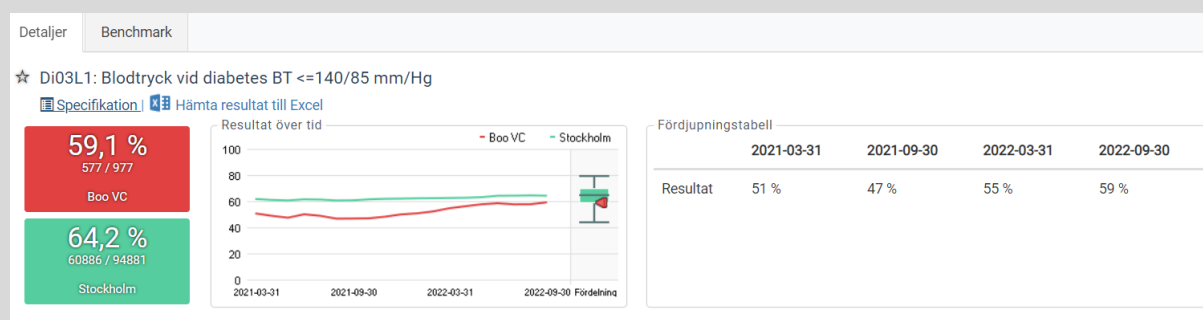 Detaljer
Benchmark
Di03L1: Blodtryck vid diabetes BT <=140/85 mm/Hg
Specifikation | Hämta resultat till Excel
59,1 %
577 / 977
Boo VC
64,2 %
60886 / 94881
Stockholm
Resultat över tid
Boo VC Stockholm
100
80
60
40
20
0
2021-03-31 2021-09-30 2022-03-31 2022-09-30 Fördelning
Fördjupningstabell
2021-03-31 2021-09-30 2022-03-31 2022-09-30
Resultat 51 % 47 % 55 % 59 %